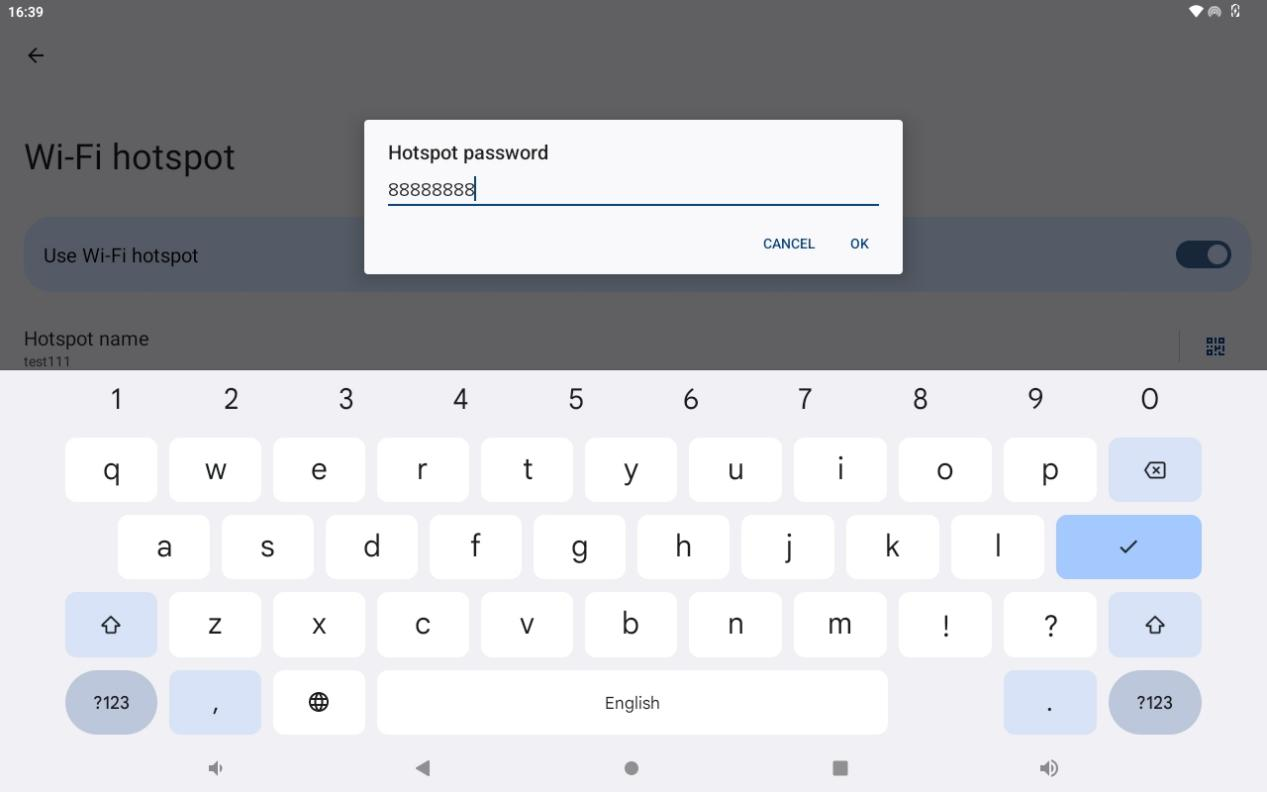 16:39
Wi-Fi hotspot
Hotspot password
88888888
CANCEL OK
Use Wi-Fi hotspot
Hotspot name
test111
1 2 3 4 5 6 7 8 9 0
q w e r t y u i o p
a s d f g h j k l
z x c v b n m ! ?
?123 , English . ?123